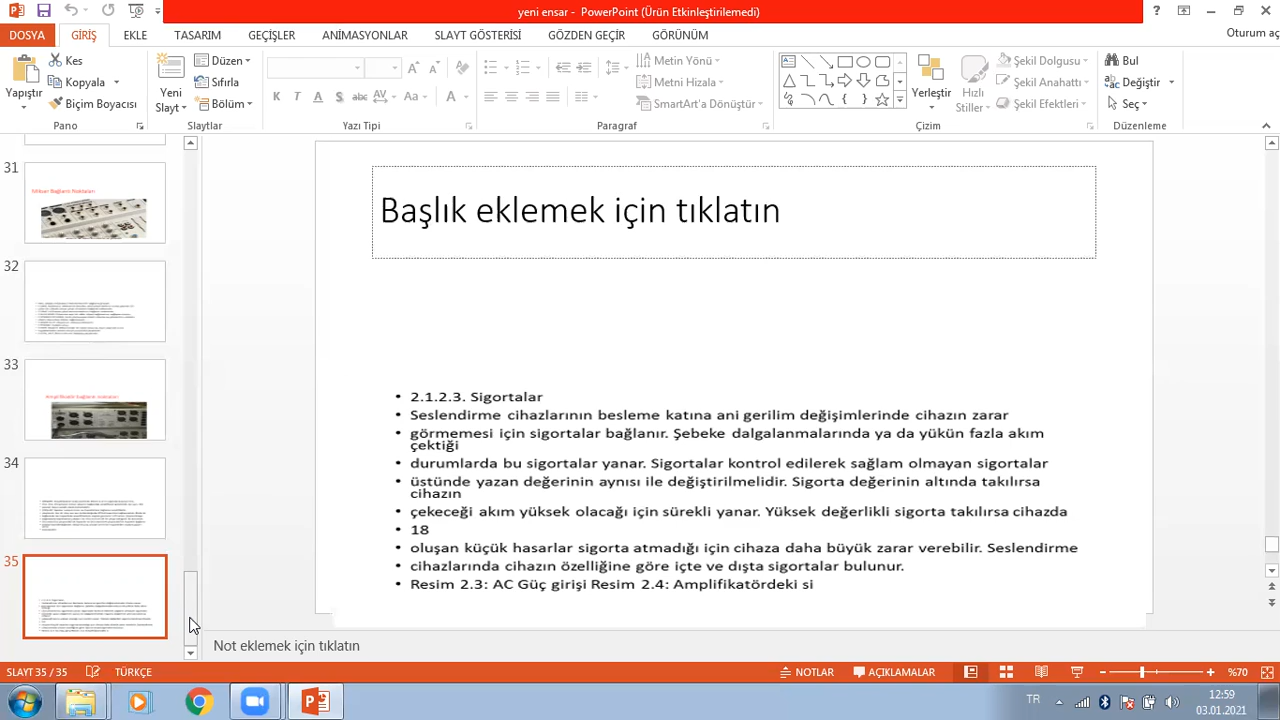 yeni ensar - PowerPoint (Ürün Etkinleştirilemedi)
DOSYA GİRİŞ EKLE TASARIM GEÇİŞLER ANİMASYONLAR SLAYT GÖSTERİSİ GÖZDEN GEÇİR GÖRÜNÜM Oturum aç
Yapıştır
Kes
Kopyala
Biçim Boyacısı
Pano
Yeni
Slayt
Düzen
Sıfırla
Bölüm
Slaytlar
Yazı Tipi
Metin Yönü
Metni Hizala
SmartArt'a Dönüştür
Paragraf
Yerleştir
Hızlı
Stiller
Şekil Dolgusu
Şekil Anahattı
Şekil Efektleri
Çizim
Bul
Değiştir
Seç
Düzenleme
31
32
33
34
35
Başlık eklemek için tıklatın
• 2.1.2.3. Sigortalar
• Seslendirme cihazlarının besleme katına ani gerilim değişimlerinde cihazın zarar
• görmemesi için sigortalar bağlanır. Şebeke dalgalanmalarında ya da yükün fazla akım
çektiği
• durumlarda bu sigortalar yanar. Sigortalar kontrol edilerek sağlam olmayan sigortalar
• üstünde yazan değerinin aynısı ile değiştirilmelidir. Sigorta değerinin altında takılırsa
cihazın
• çekeceği akım yüksek olacağı için sürekli yanar. Yüksek değerlikli sigorta takılırsa cihazda
• 18
• oluşan küçük hasarlar sigorta atmadığı için cihaza daha büyük zarar verebilir. Seslendirme
• cihazlarında cihazın özelliğine göre içte ve dışta sigortalar bulunur.
• Resim 2.3: AC Güç girişi Resim 2.4: Amplifikatördeki si
Not eklemek için tıklatın
SLAYT 35 / 35 TÜRKÇE NOTLAR AÇIKLAMALAR %70
TR 12:59
03.01.2021